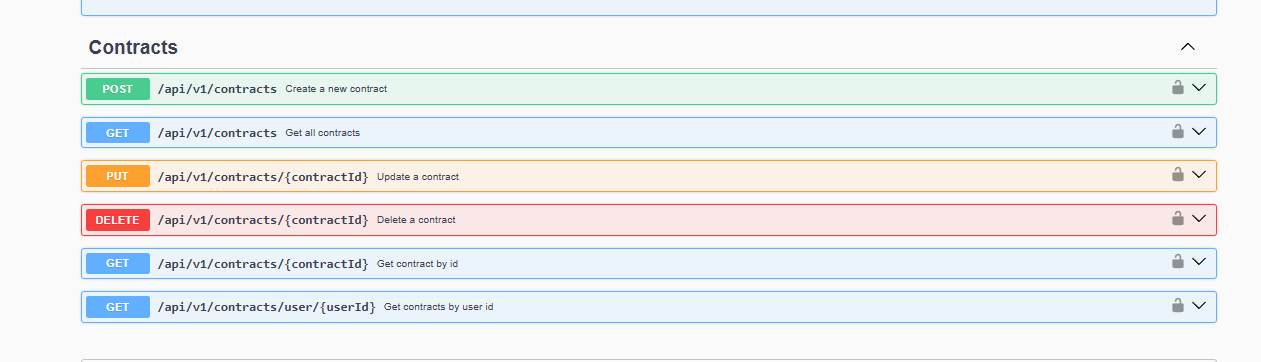 Contracts
POST /api/v1/contracts Create a new contract
GET /api/v1/contracts Get all contracts
PUT /api/v1/contracts/{contractId} Update a contract
DELETE /api/v1/contracts/{contractId} Delete a contract
GET /api/v1/contracts/{contractId} Get contract by id
GET /api/v1/contracts/user/{userId} Get contracts by user id